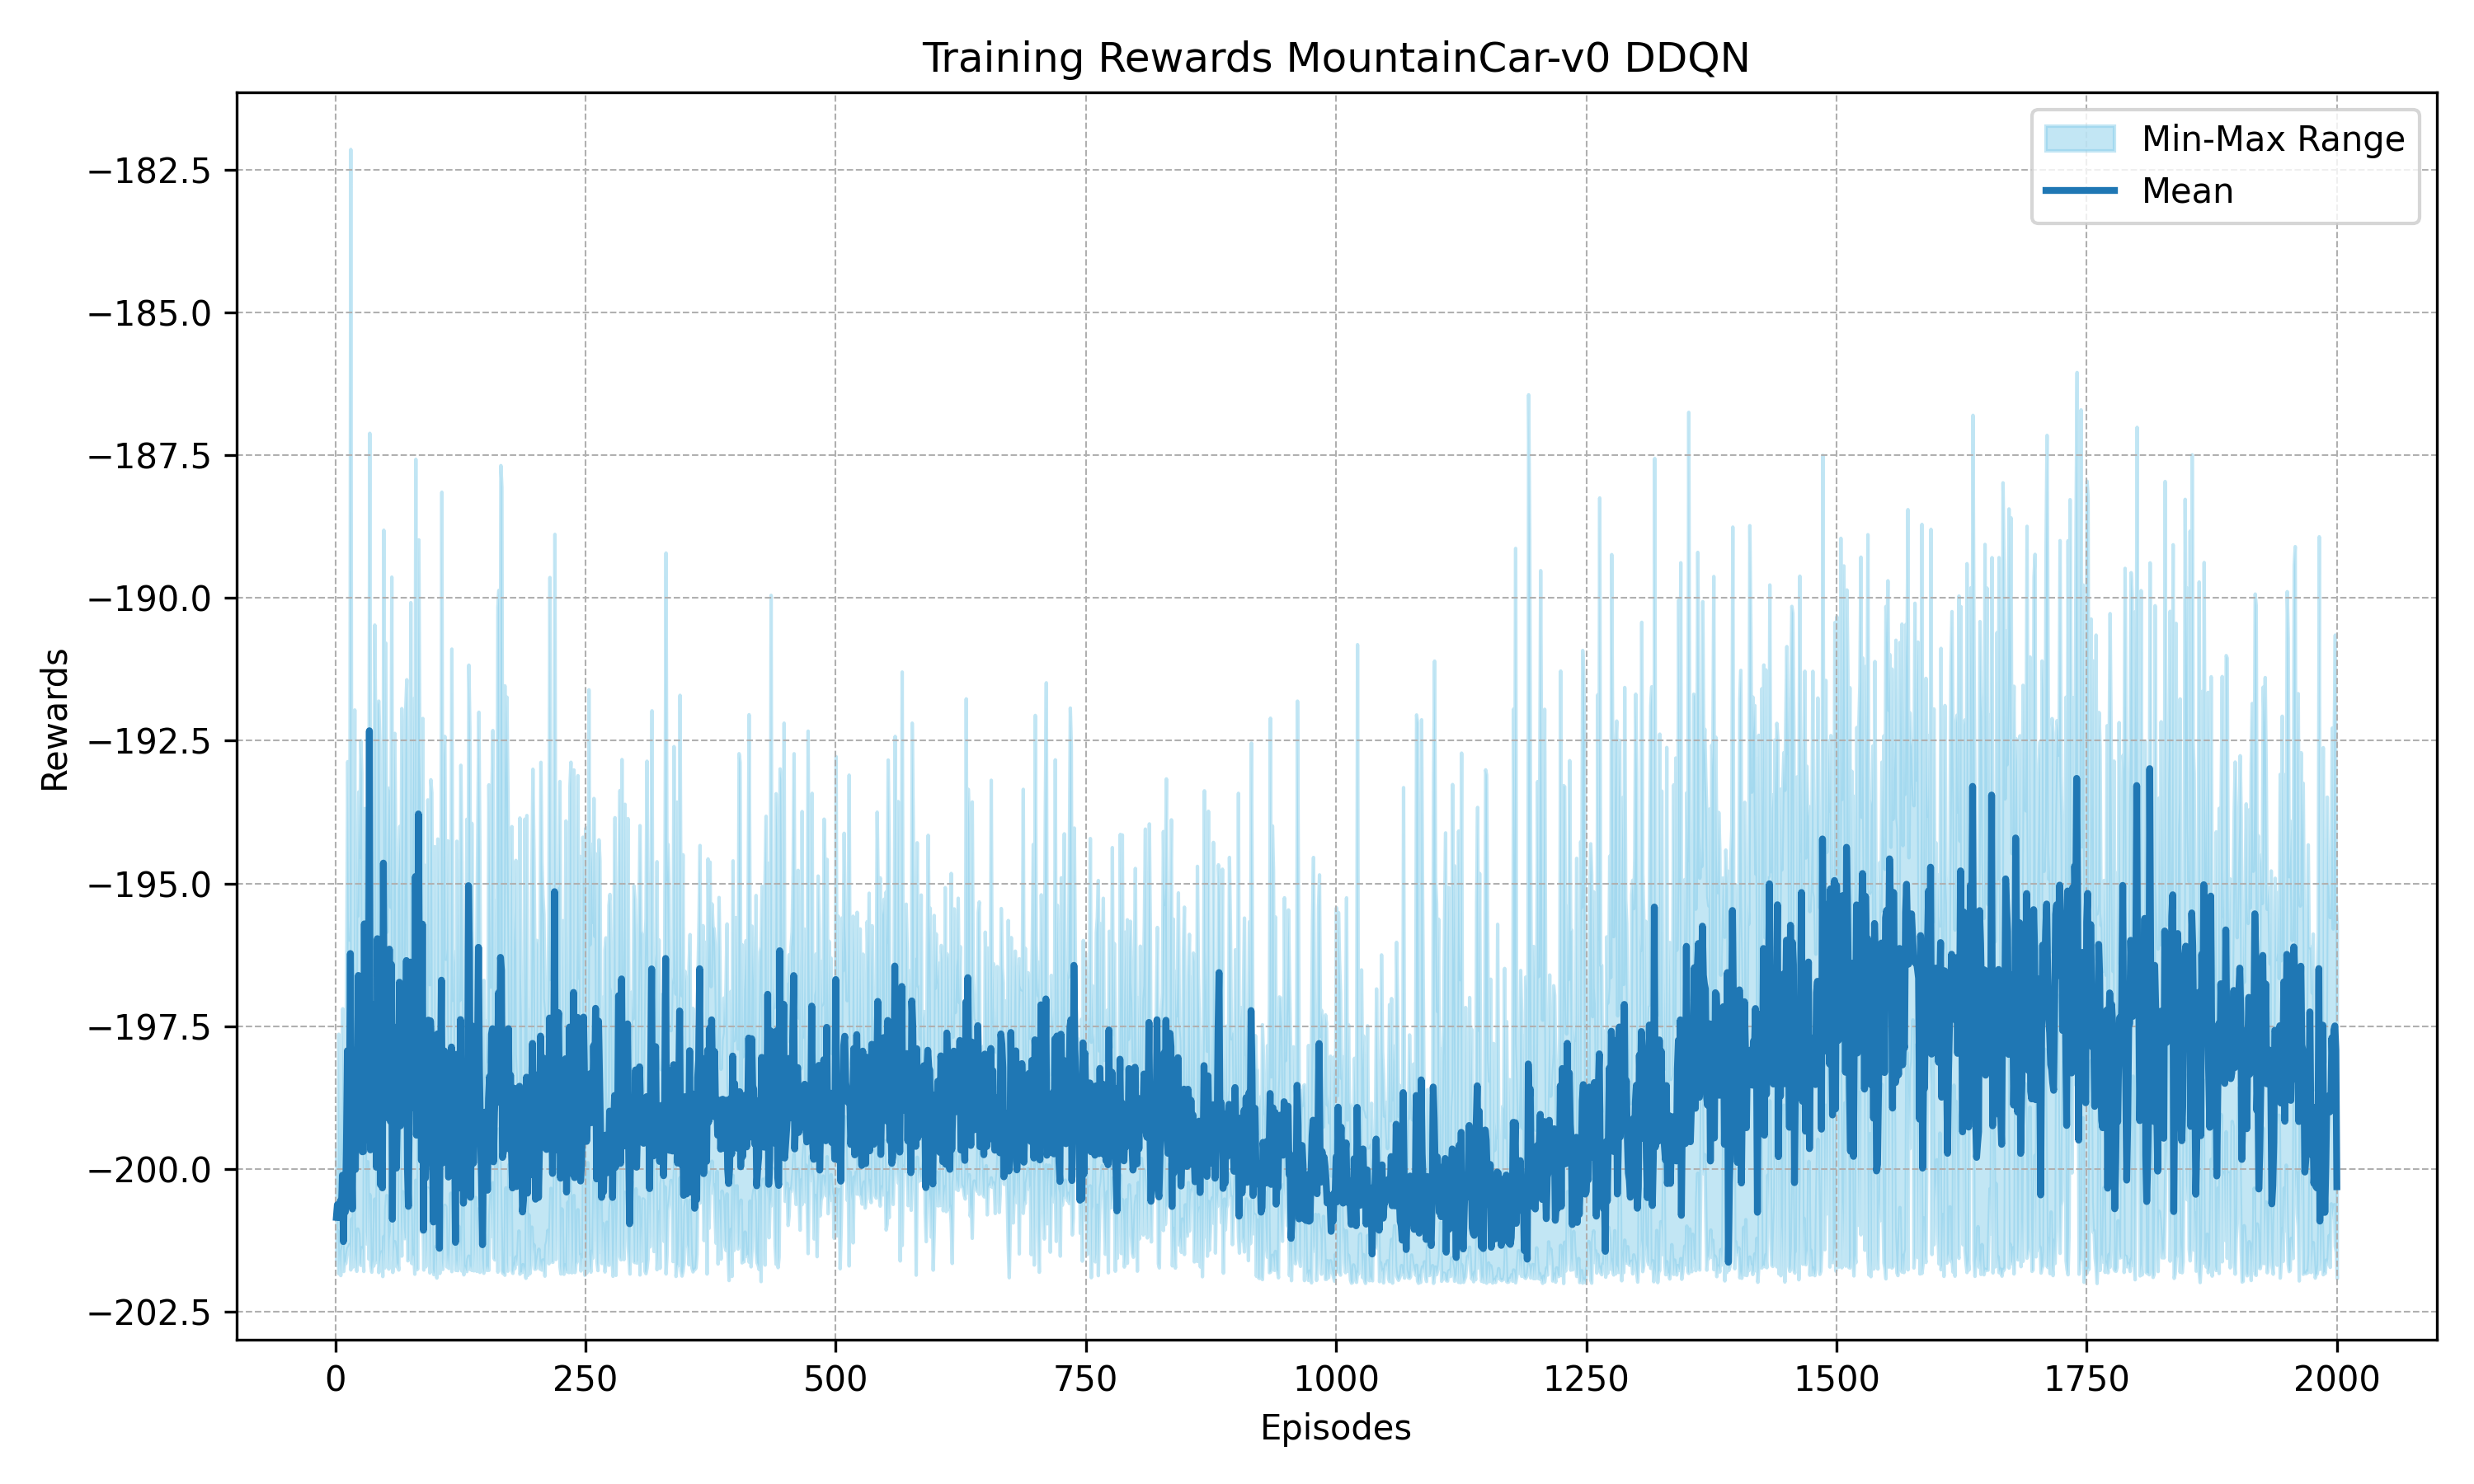 Training Rewards MountainCar-v0 DDQN
Min-Max Range
Mean
−182.5
−185.0
−187.5
−190.0
−192.5
−195.0
−197.5
−200.0
−202.5
Rewards
0 250 500 750 1000 1250 1500 1750 2000
Episodes